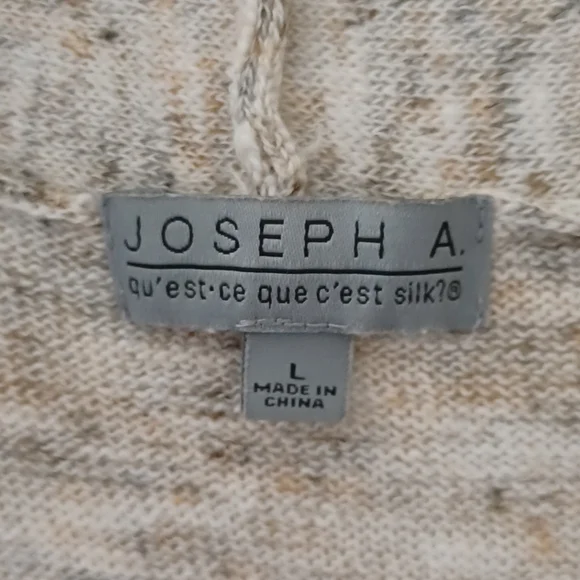 JOSEPH A.
qu'est·ce que c'est silk?®
L
MADE IN
CHINA